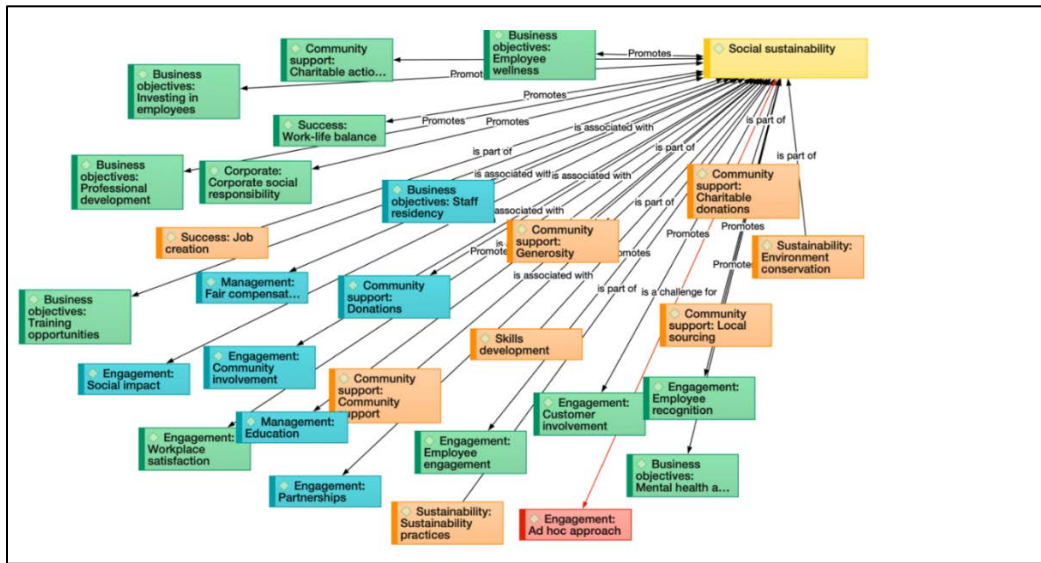 Business
objectives:
Employee
wellness
Social sustainability
Community
support:
Charitable actio...
Promotes
Business
objectives:
Investing in
employees
Promotes
Success:
Work-life balance
Promotes
Promotes
Promotes
is associated with
is part of
is part of
is part of
Business
objectives:
Professional
development
Corporate:
Corporate social
responsibility
is part of
is associated with
is associated with
Business
objectives: Staff
residency
Community
support:
Charitable
donations
is part of
associated with
Success: Job
creation
Community
support:
Generosity
Promotes
Promotes
Sustainability:
Environment
conservation
Management:
Fair compensat...
Community
support:
Donations
is associated with
is part of
is a challenge for
Business
objectives:
Training
opportunities
Community
support: Local
sourcing
Skills
development
Engagement:
Social impact
Engagement:
Community
involvement
Community
support:
Community
support
Engagement:
Employee
recognition
Engagement:
Customer
involvement
Management:
Education
Engagement:
Workplace
satisfaction
Engagement:
Employee
engagement
Business
objectives:
Mental health a...
Engagement:
Partnerships
Sustainability:
Sustainability
practices
Engagement:
Ad hoc approach